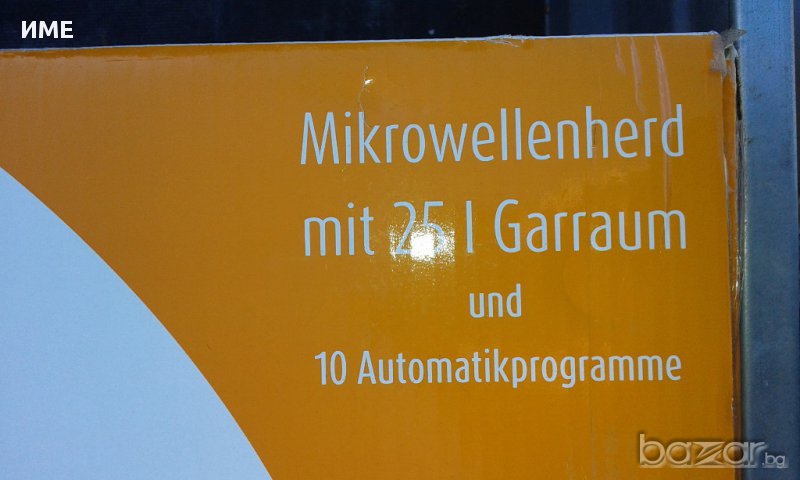 ИМЕ
Mikrowellenherd
mit 25 l Garraum
und
10 Automatikprogramme
bazar.bg